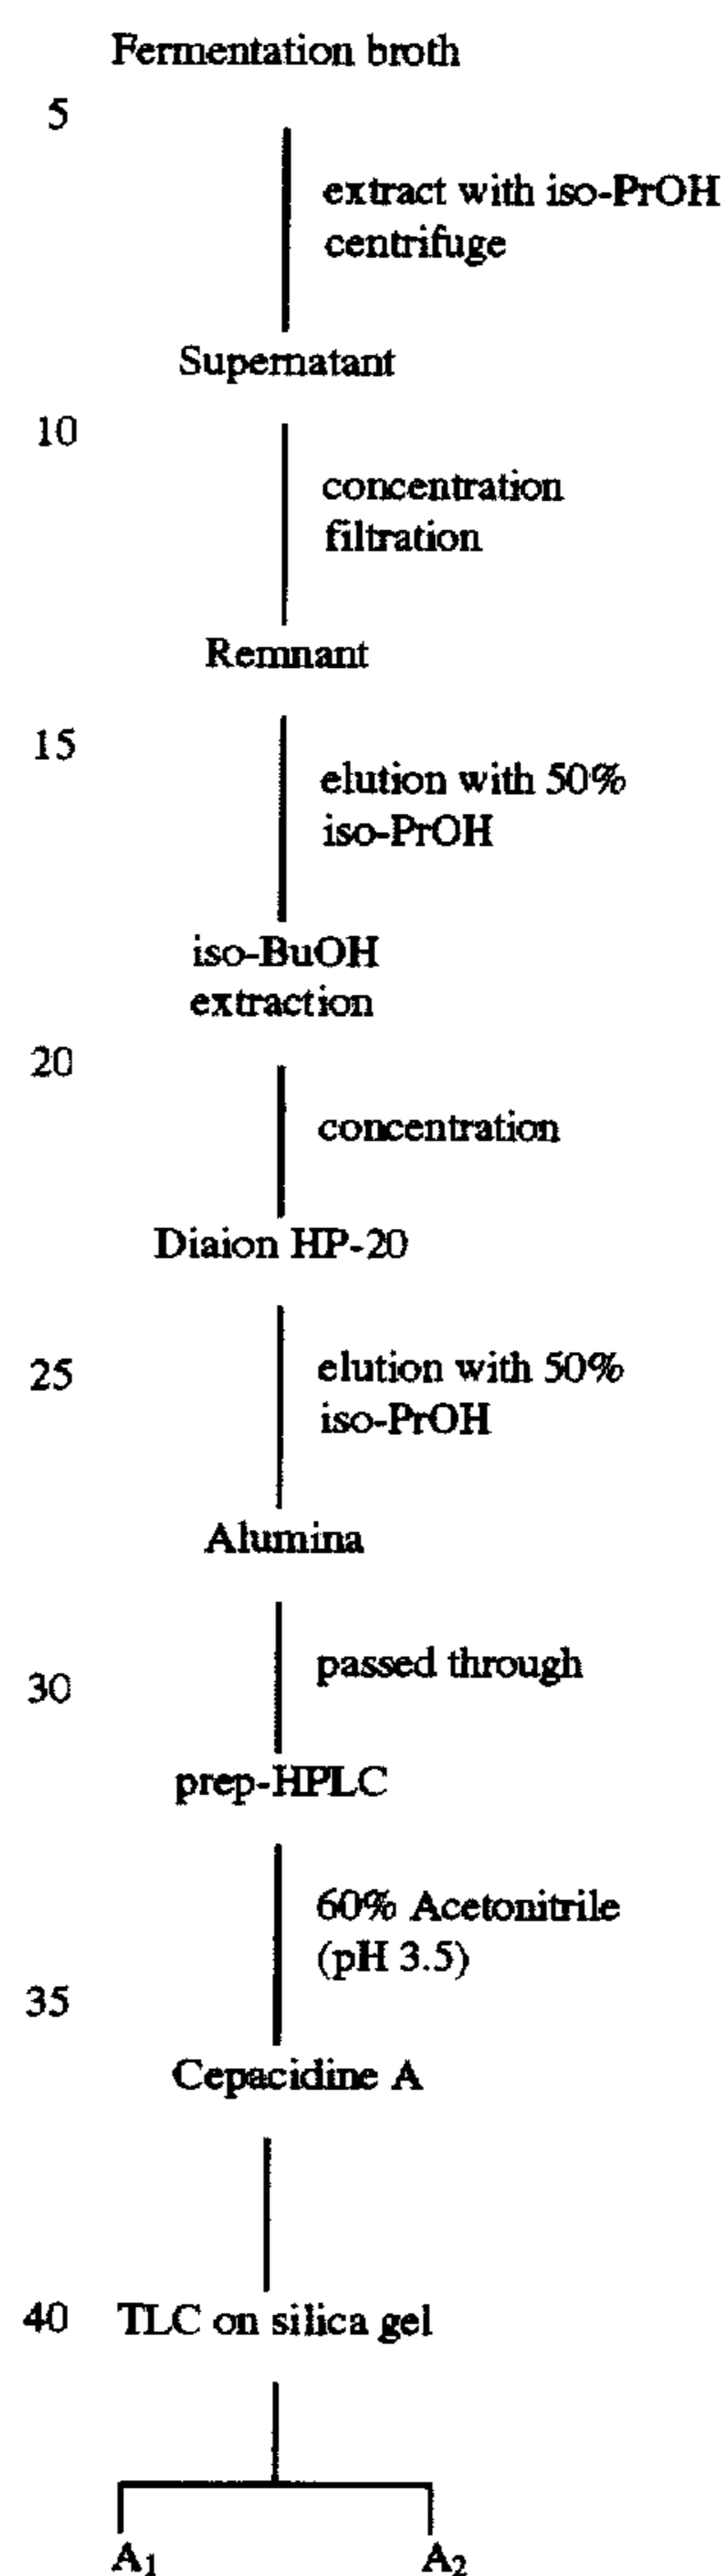 Fermentation broth
5
extract with iso-PrOH
centrifuge
Supernatant
10
concentration
filtration
Remnant
15
elution with 50%
iso-PrOH
iso-BuOH
extraction
20
concentration
Diaion HP-20
25
elution with 50%
iso-PrOH
Alumina
passed through
30
prep-HPLC
60% Acetonitrile
(pH 3.5)
35
Cepacidine A
40 TLC on silica gel
A1 A2